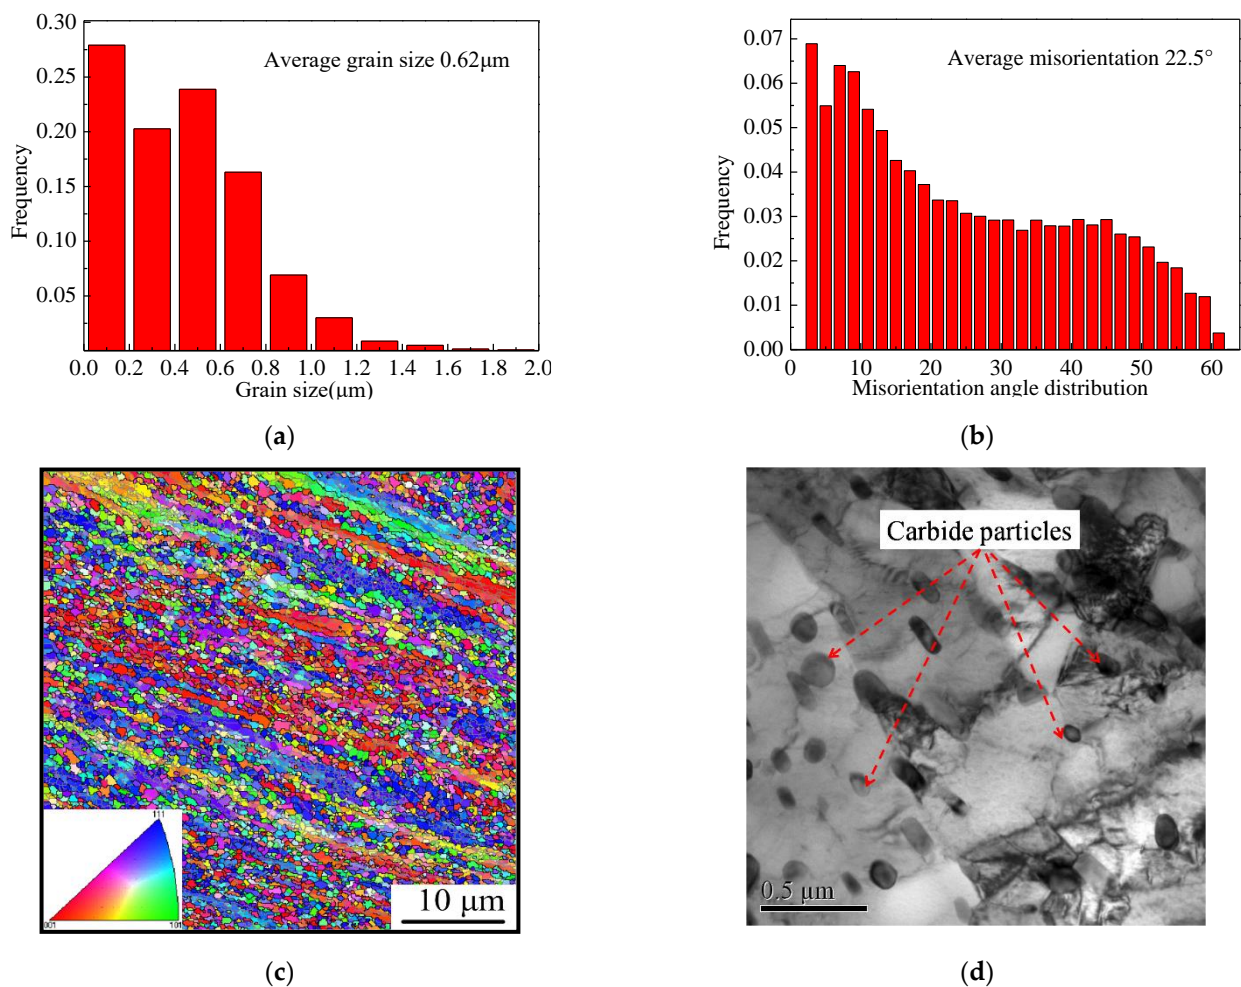 0.30
0.25
0.20
0.15
0.10
0.05
Frequency
Average grain size 0.62μm
0.0 0.2 0.4 0.6 0.8 1.0 1.2 1.4 1.6 1.8 2.0
Grain size(μm)
(a)
0.07
0.06
0.05
0.04
0.03
0.02
0.01
0.00
Frequency
Average misorientation 22.5°
0 10 20 30 40 50 60
Misorientation angle distribution
(b)
111
001 101
10 μm
(c)
Carbide particles
0.5 μm
(d)